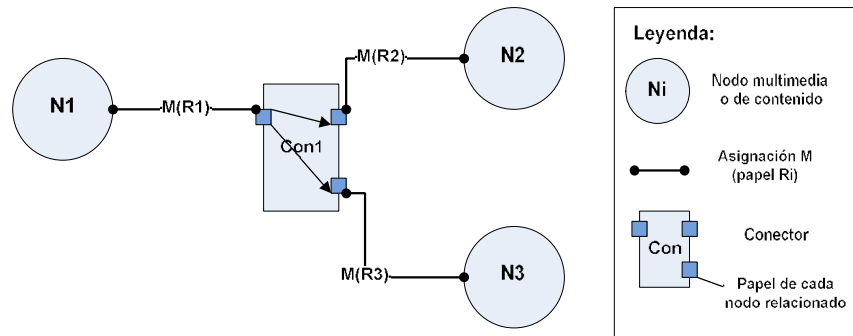 N1
M(R1)
Con1
M(R2)
N2
M(R3)
N3
Leyenda:
Ni
Nodo multimedia
o de contenido
Asignación M
(papel Ri)
Con
Conector
Papel de cada
nodo relacionado